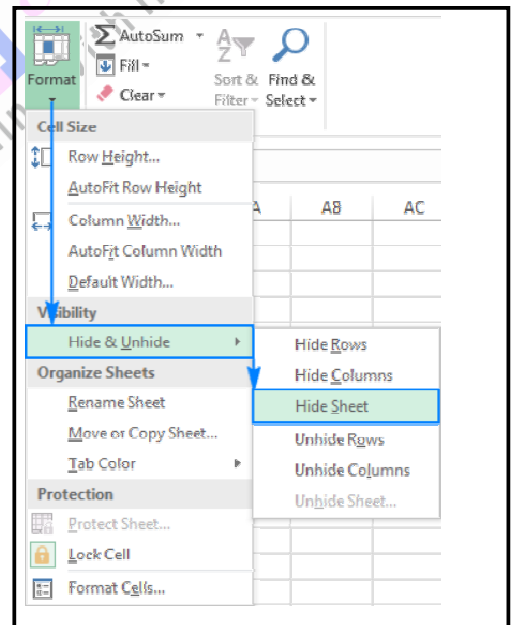 AutoSum
Fill
Clear
Format
A
Z
Sort &
Filter
Find &
Select
Cell Size
Row Height...
AutoFit Row Height
Column Width...
AutoFit Column Width
Default Width...
Visibility
Hide & Unhide
Organize Sheets
Rename Sheet
Move or Copy Sheet...
Tab Color
Protection
Protect Sheet...
Lock Cell
Format Cells...
AB
AC
Hide Rows
Hide Columns
Hide Sheet
Unhide Rows
Unhide Columns
Unhide Sheet...